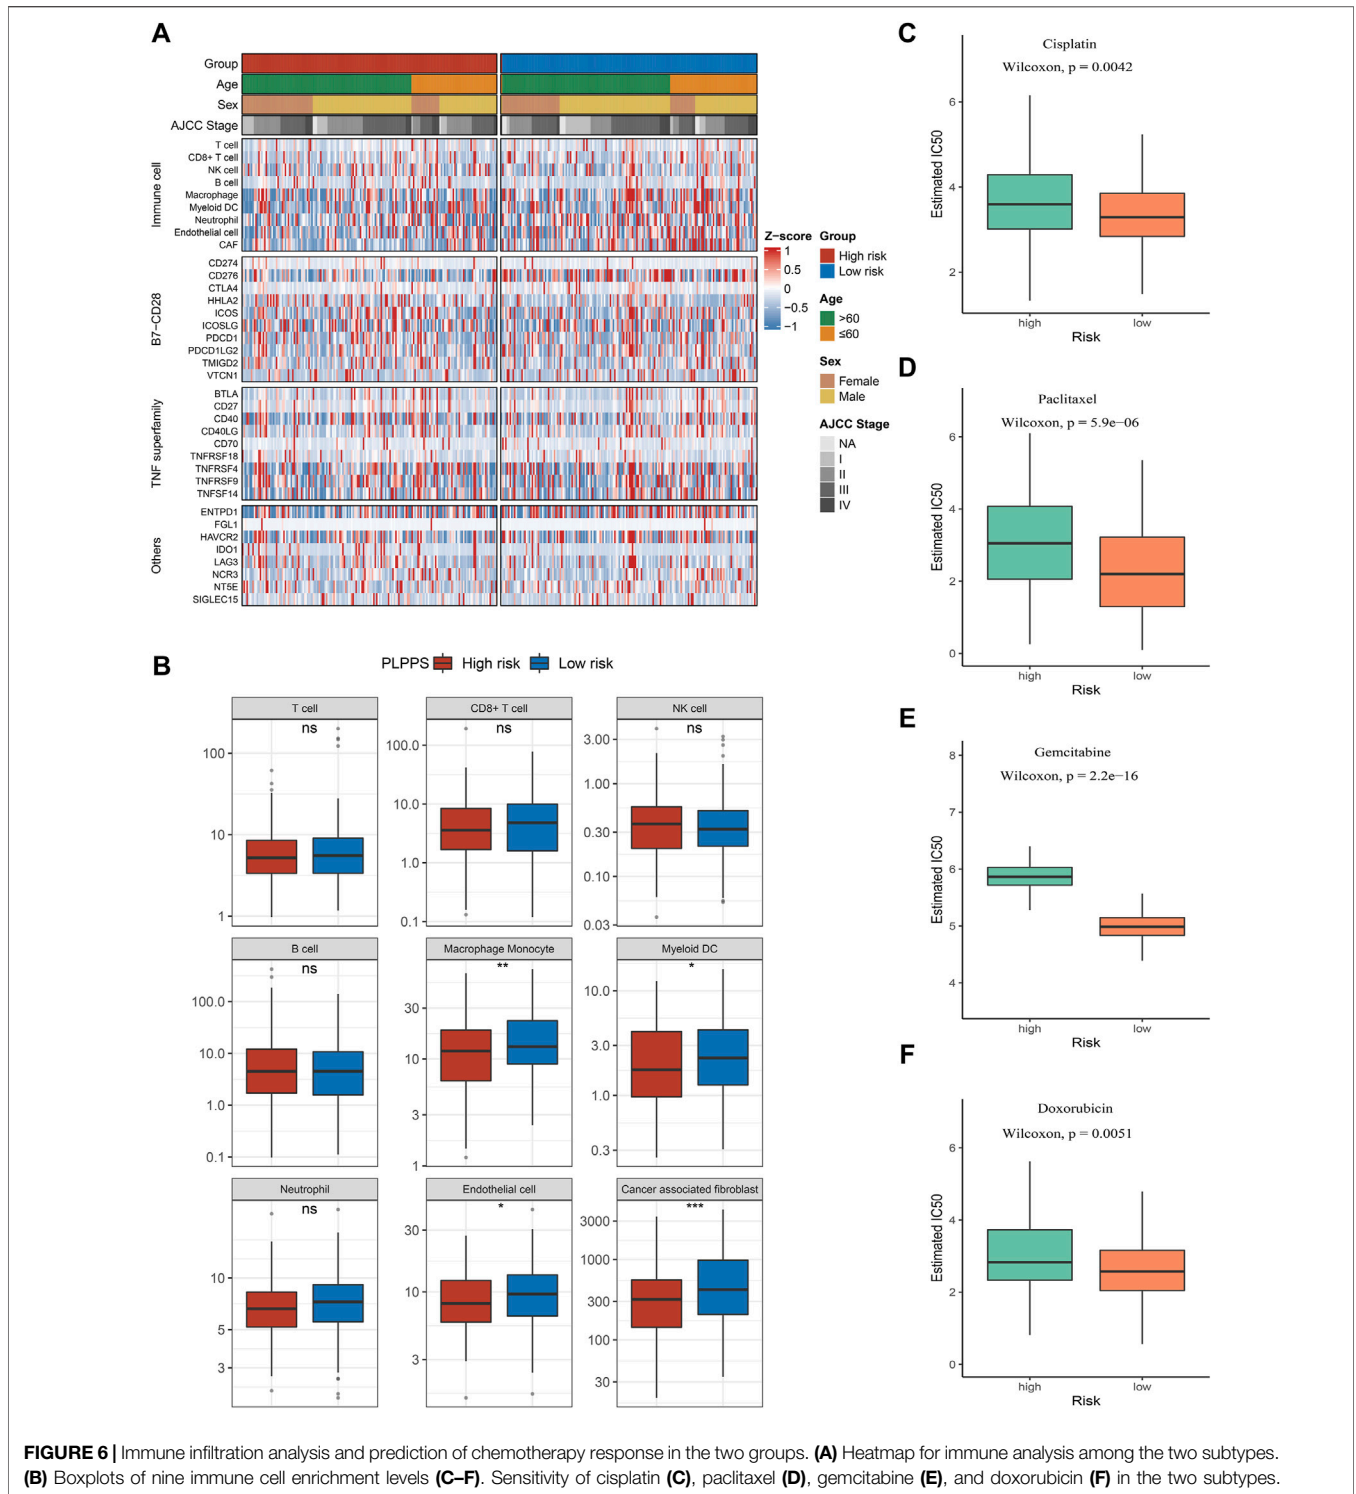 A
Group
Age
Sex
AJCC Stage
Immune cell
T cell
CD8+ T cell
NK cell
B cell
Macrophage
Myeloid DC
Neutrophil
Endothelial cell
CAF
B7−CD28
CD274
CD276
CTLA4
HHLA2
ICOS
ICOSLG
PDCD1
PDCD1LG2
TMIGD2
VTCN1
TNF superfamily
BTLA
CD27
CD40
CD40LG
CD70
TNFRSF18
TNFRSF4
TNFRSF9
TNFSF14
Others
ENTPD1
FGL1
HAVCR2
IDO1
LAG3
NCR3
NT5E
SIGLEC15
Z−score
1
0.5
0
−0.5
−1
Group
High risk
Low risk
Age
>60
≤60
Sex
Female
Male
AJCC Stage
NA
I
II
III
IV
B
PLPPS High risk Low risk
T cell
ns
100
10
1
CD8+ T cell
ns
100.0
10.0
1.0
0.1
NK cell
ns
3.00
1.00
0.30
0.10
0.03
B cell
ns
100.0
10.0
1.0
0.1
Macrophage Monocyte
**
30
10
3
1
Myeloid DC
*
10.0
3.0
1.0
0.3
Neutrophil
ns
10
5
3
Endothelial cell
*
30
10
3
Cancer associated fibroblast
***
3000
1000
300
100
30
C
Cisplatin
Wilcoxon, p = 0.0042
Estimated IC50
6
4
2
high low
Risk
D
Paclitaxel
Wilcoxon, p = 5.9e−06
Estimated IC50
6
4
2
0
high low
Risk
E
Gemcitabine
Wilcoxon, p = 2.2e−16
Estimated IC50
8
7
6
5
4
high low
Risk
F
Doxorubicin
Wilcoxon, p = 0.0051
Estimated IC50
6
4
2
0
high low
Risk
FIGURE 6 | Immune infiltration analysis and prediction of chemotherapy response in the two groups. (A) Heatmap for immune analysis among the two subtypes.
(B) Boxplots of nine immune cell enrichment levels (C–F). Sensitivity of cisplatin (C), paclitaxel (D), gemcitabine (E), and doxorubicin (F) in the two subtypes.